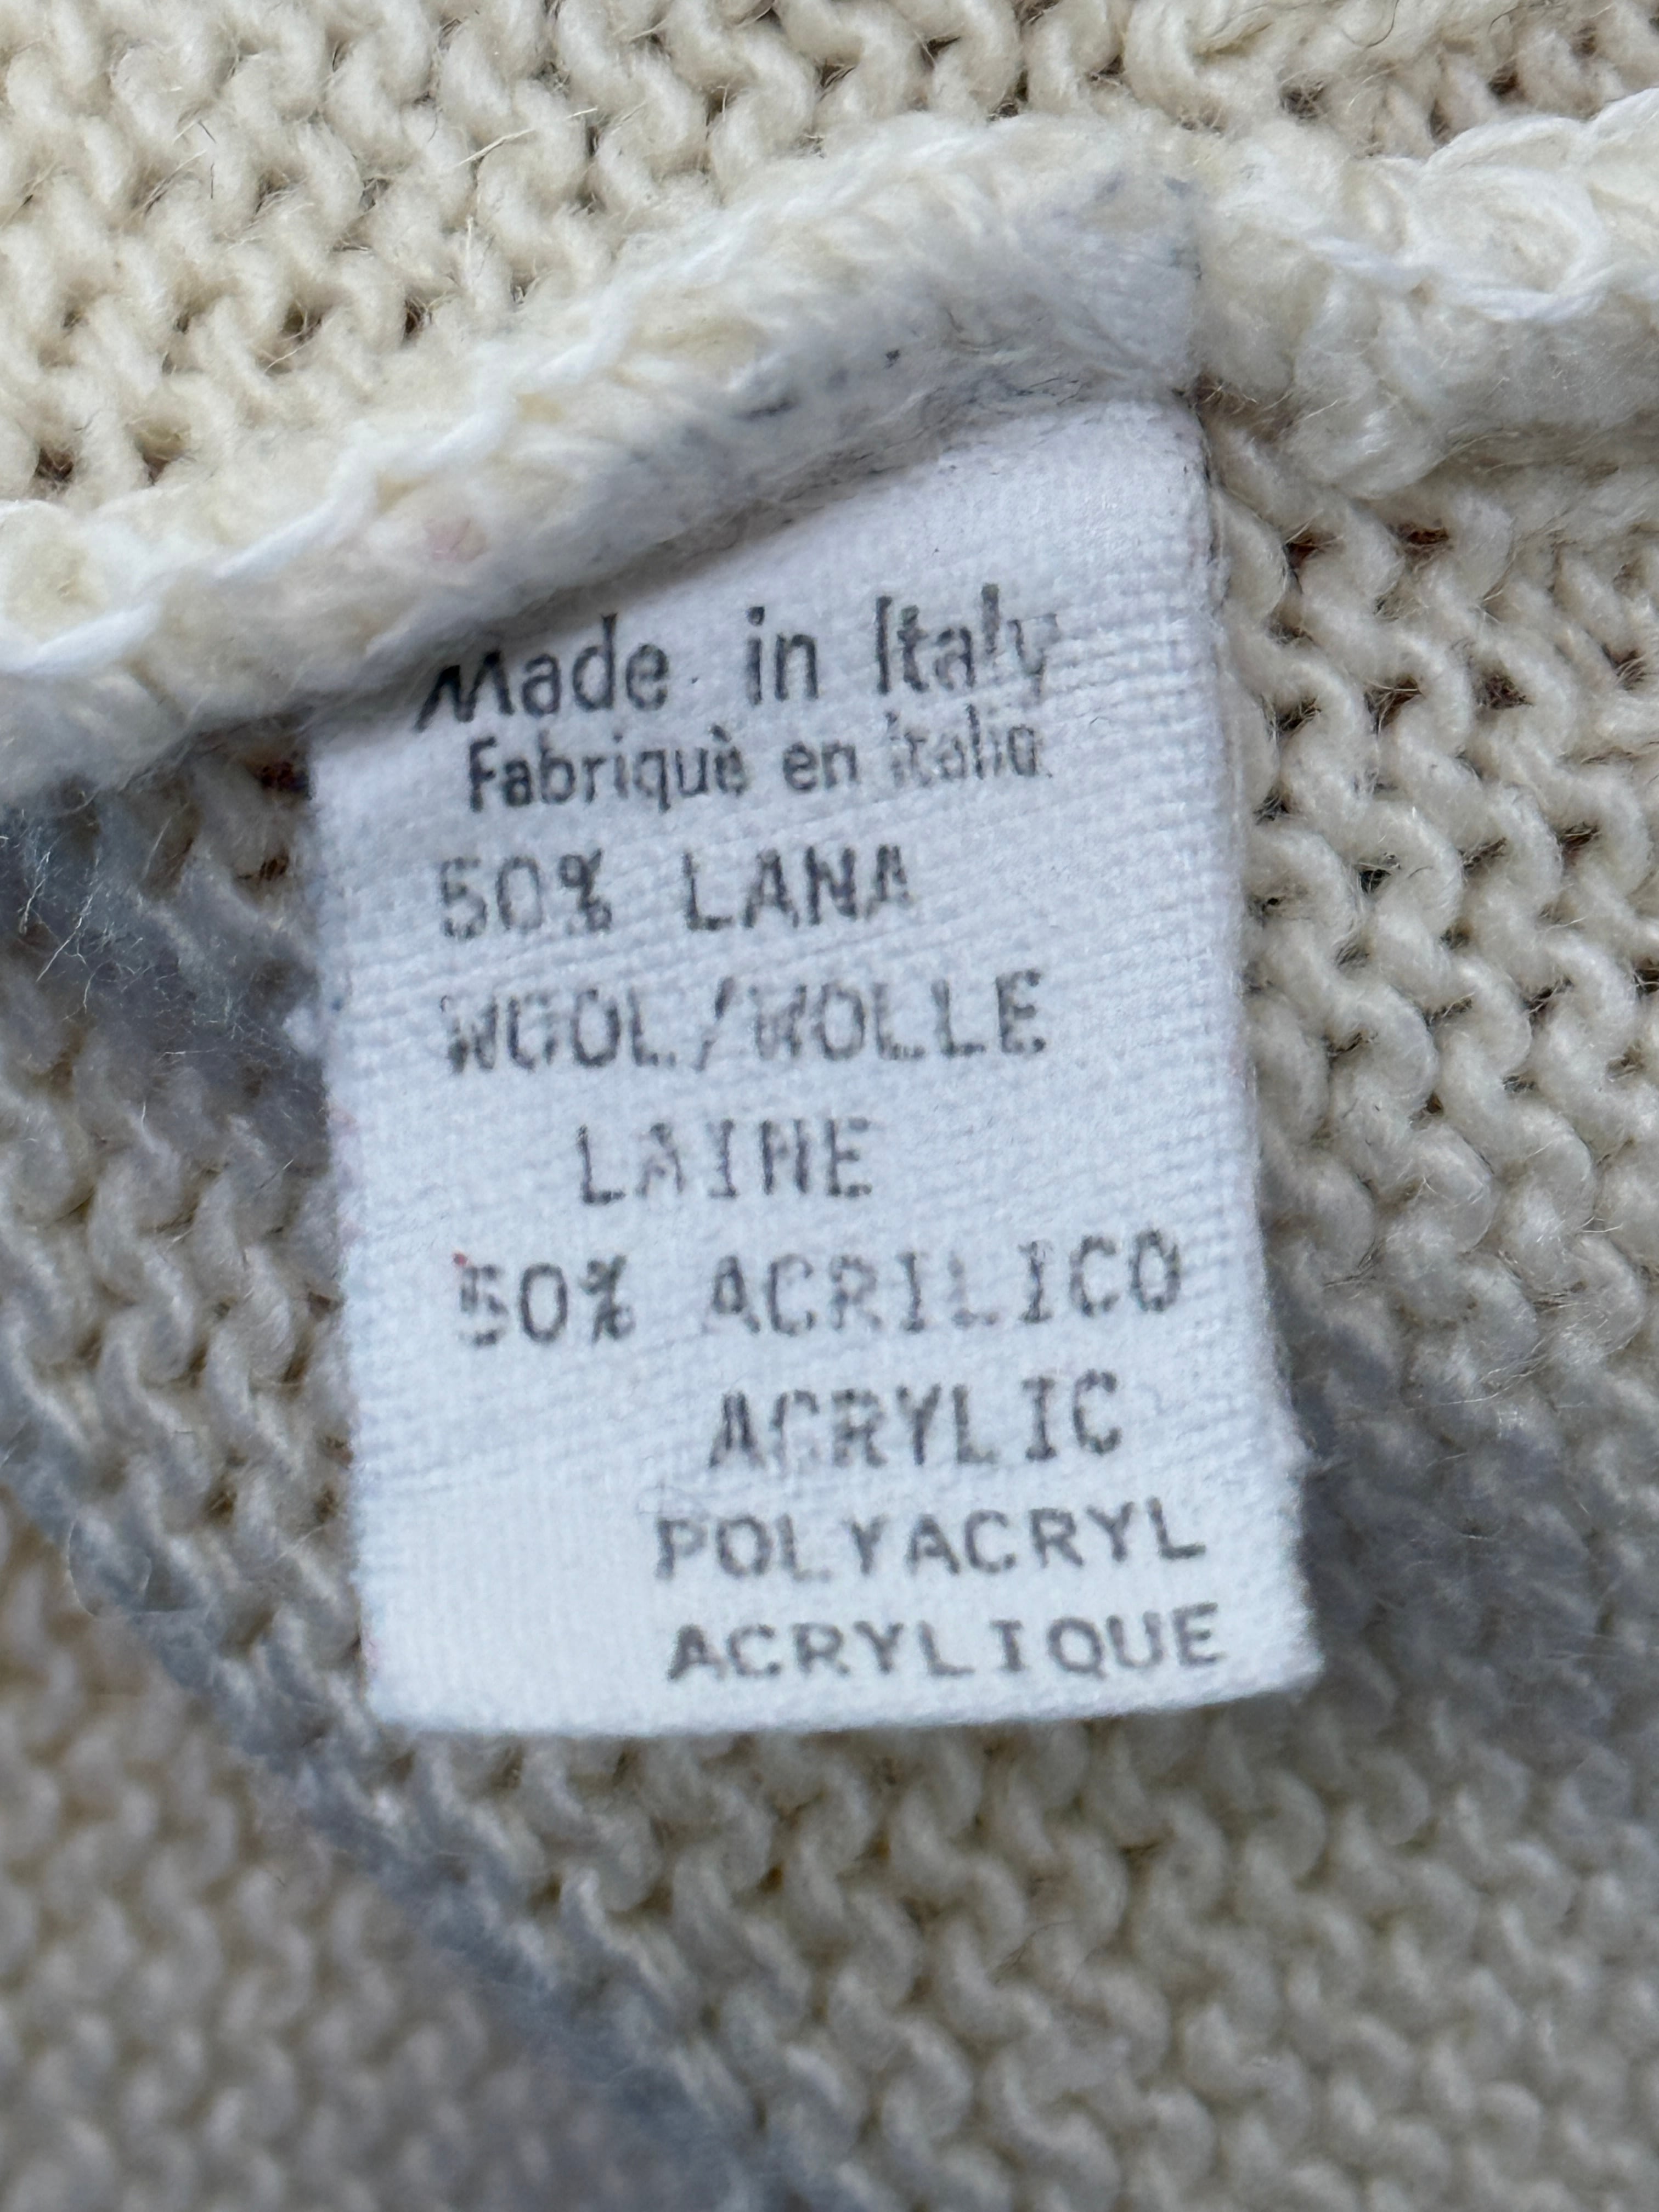 Made in Italy
Fabriquè en italia
50% LANA
WOOL/WOLLE
LAINE
50% ACRILICO
ACRYLIC
POLYACRYL
ACRYLIQUE